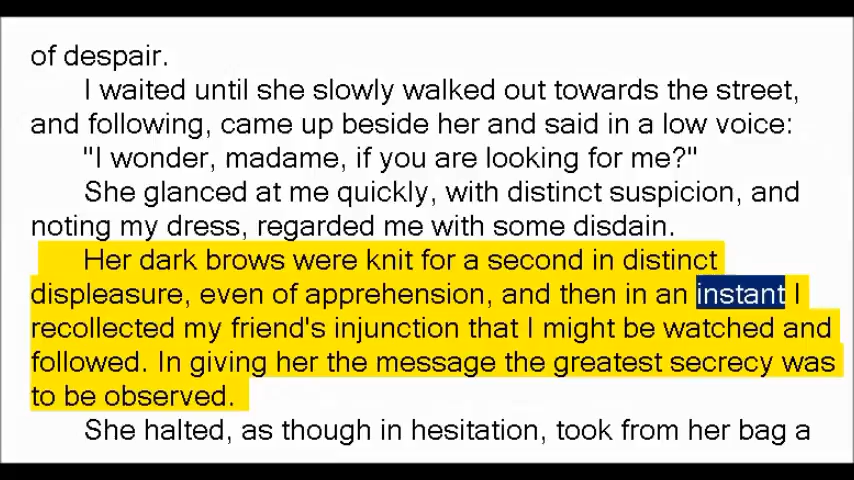 of despair.
I waited until she slowly walked out towards the street,
and following, came up beside her and said in a low voice:
"I wonder, madame, if you are looking for me?"
She glanced at me quickly, with distinct suspicion, and
noting my dress, regarded me with some disdain.
Her dark brows were knit for a second in distinct
displeasure, even of apprehension, and then in an instant I
recollected my friend's injunction that I might be watched and
followed. In giving her the message the greatest secrecy was
to be observed.
She halted, as though in hesitation, took from her bag a